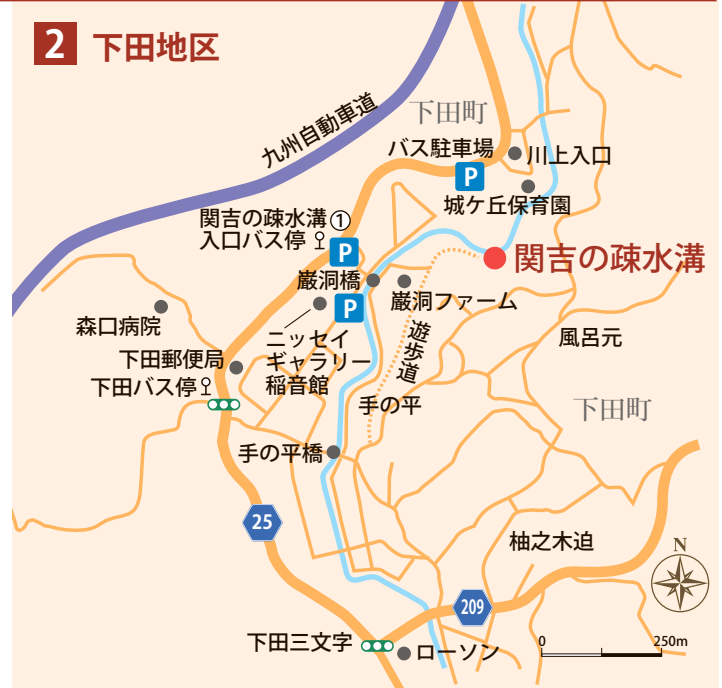 2 下田地区
九州自動車道
下田町
バス駐車場
P
川上入口
城ケ丘保育園
関吉の疎水溝①
入口バス停
P
関吉の疎水溝
巌洞橋
P
巌洞ファーム
森口病院
ニッセイ
ギャラリー
稲音館
遊歩道
風呂元
下田郵便局
下田バス停
手の平
下田町
手の平橋
25
柚之木迫
N
209
下田三文字
ローソン
0 250m